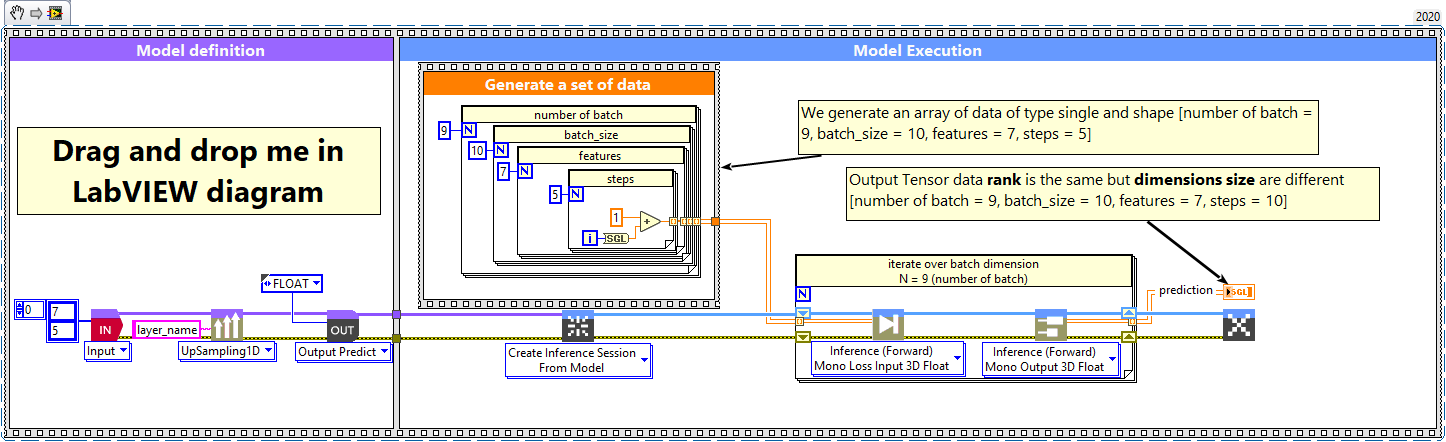 2020
Model definition
Drag and drop me in
LabVIEW diagram
0
7
5
IN
Input
layer_name
UpSampling1D
FLOAT
OUT
Output Predict
Model Execution
Generate a set of data
number of batch
9
N
batch_size
10
N
features
7
N
steps
5
N
1
+
i
SGL
We generate an array of data of type single and shape [number of batch =
9, batch_size = 10, features = 7, steps = 5]
Output Tensor data rank is the same but dimensions size are different
[number of batch = 9, batch_size = 10, features = 7, steps = 10]
Create Inference Session
From Model
iterate over batch dimension
N = 9 (number of batch)
N
Inference (Forward)
Mono Loss Input 3D Float
Inference (Forward)
Mono Output 3D Float
prediction
SGL